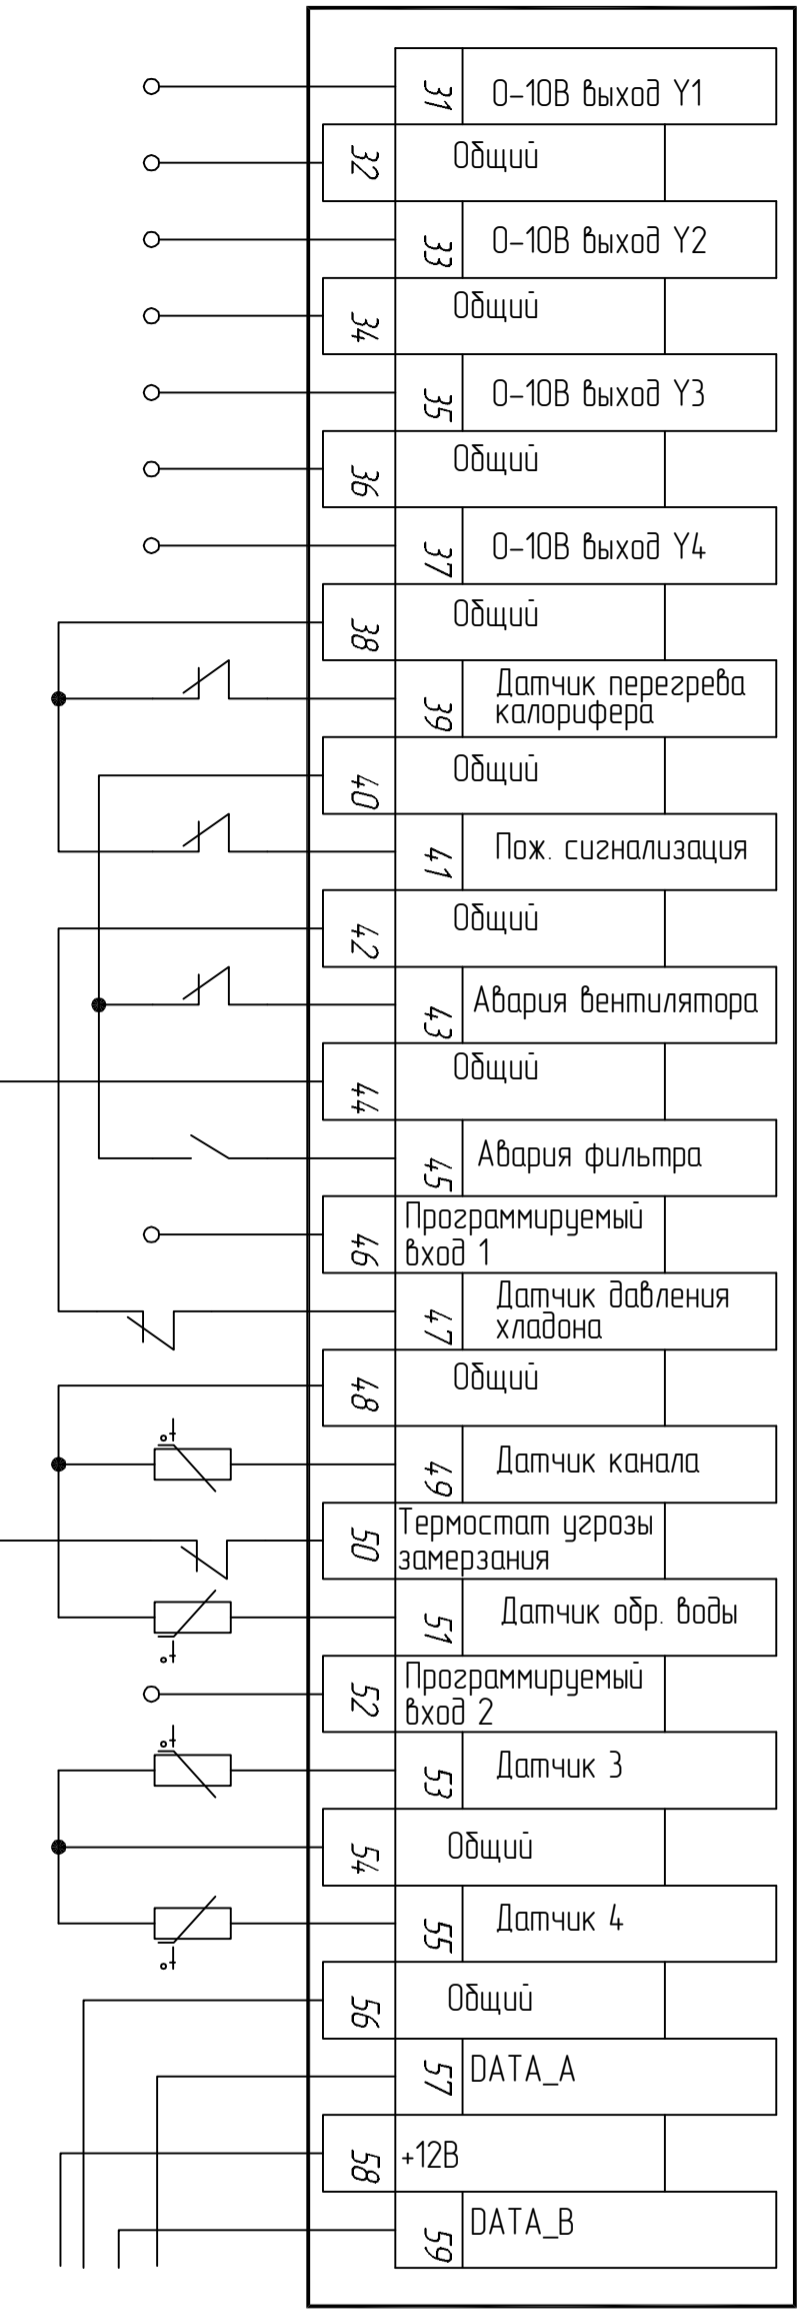 31 0-10В выход Y1
32 Общий
33 0-10В выход Y2
34 Общий
35 0-10В выход Y3
36 Общий
37 0-10В выход Y4
38 Общий
39 Датчик перегрева
калорифера
40 Общий
41 Пож. сигнализация
42 Общий
43 Авария вентилятора
44 Общий
45 Авария фильтра
46 Программируемый
вход 1
47 Датчик давления
хладона
48 Общий
t°
49 Датчик канала
50 Термостат угрозы
замерзания
51 Датчик обр. воды
t°
52 Программируемый
вход 2
t°
53 Датчик 3
54 Общий
55 Датчик 4
t°
56 Общий
57 DATA_A
58 +12В
59 DATA_B